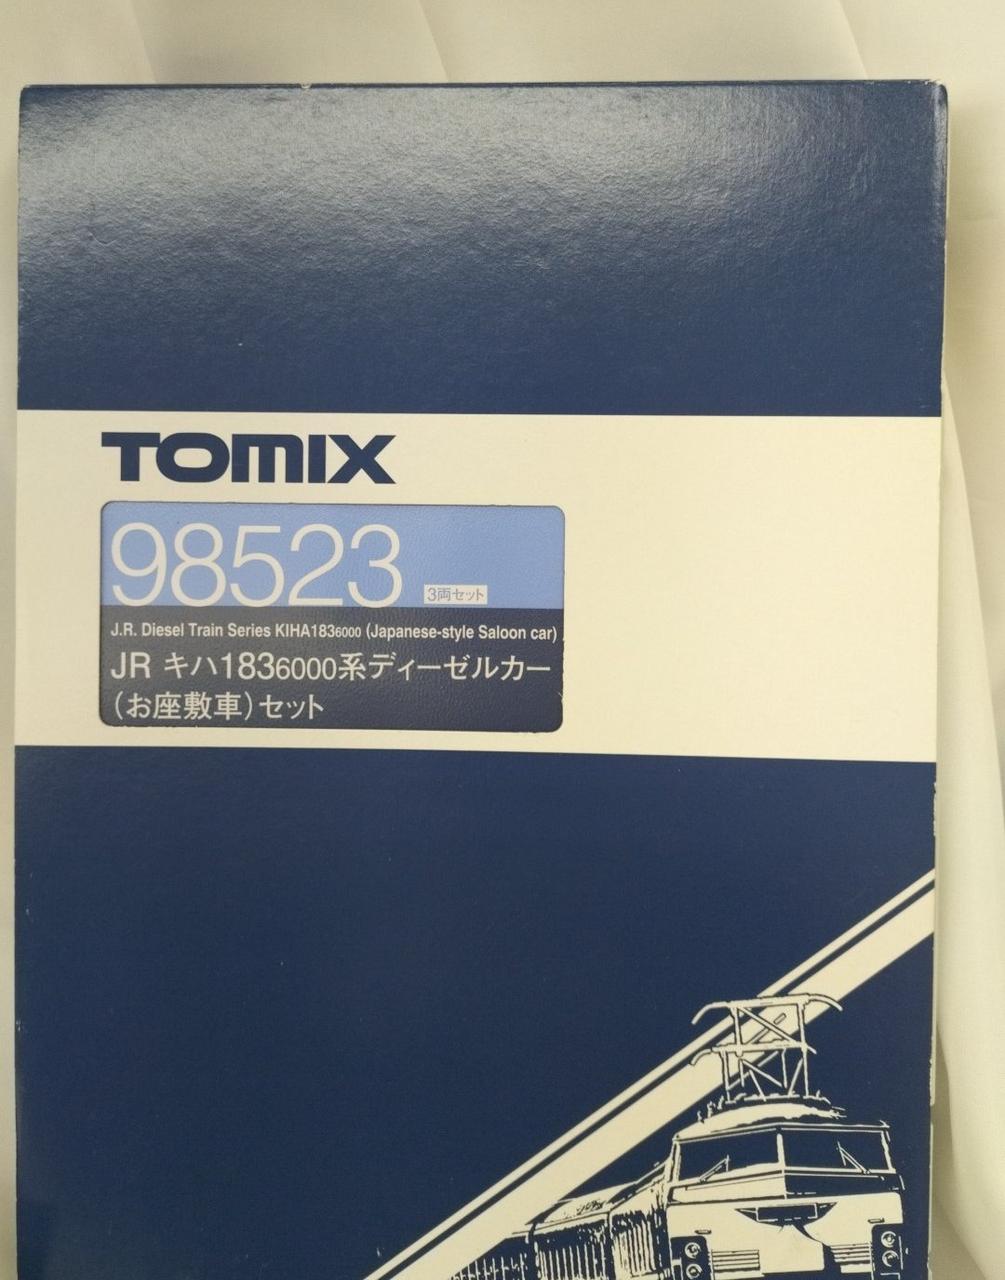 TOMIX
98523 3両セット
J.R. Diesel Train Series KIHA1836000 (Japanese-style Saloon car)
JR キハ1836000系ディーゼルカー
(お座敷車)セット